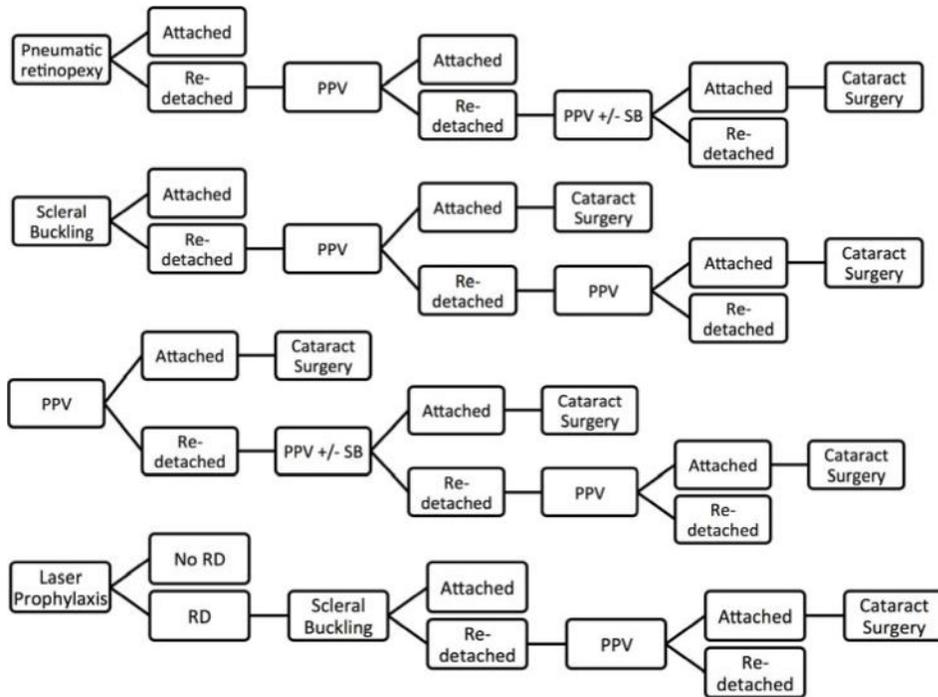 Pneumatic
retinopexy
Attached
Re-
detached
PPV
Attached
Re-
detached
PPV +/- SB
Attached
Re-
detached
Cataract
Surgery
Scleral
Buckling
Attached
Re-
detached
PPV
Attached
Cataract
Surgery
Re-
detached
PPV
Attached
Cataract
Surgery
Re-
detached
PPV
Attached
Cataract
Surgery
Re-
detached
PPV +/- SB
Attached
Cataract
Surgery
Re-
detached
PPV
Attached
Cataract
Surgery
Re-
detached
Laser
Prophylaxis
No RD
RD
Scleral
Buckling
Attached
Re-
detached
PPV
Attached
Cataract
Surgery
Re-
detached